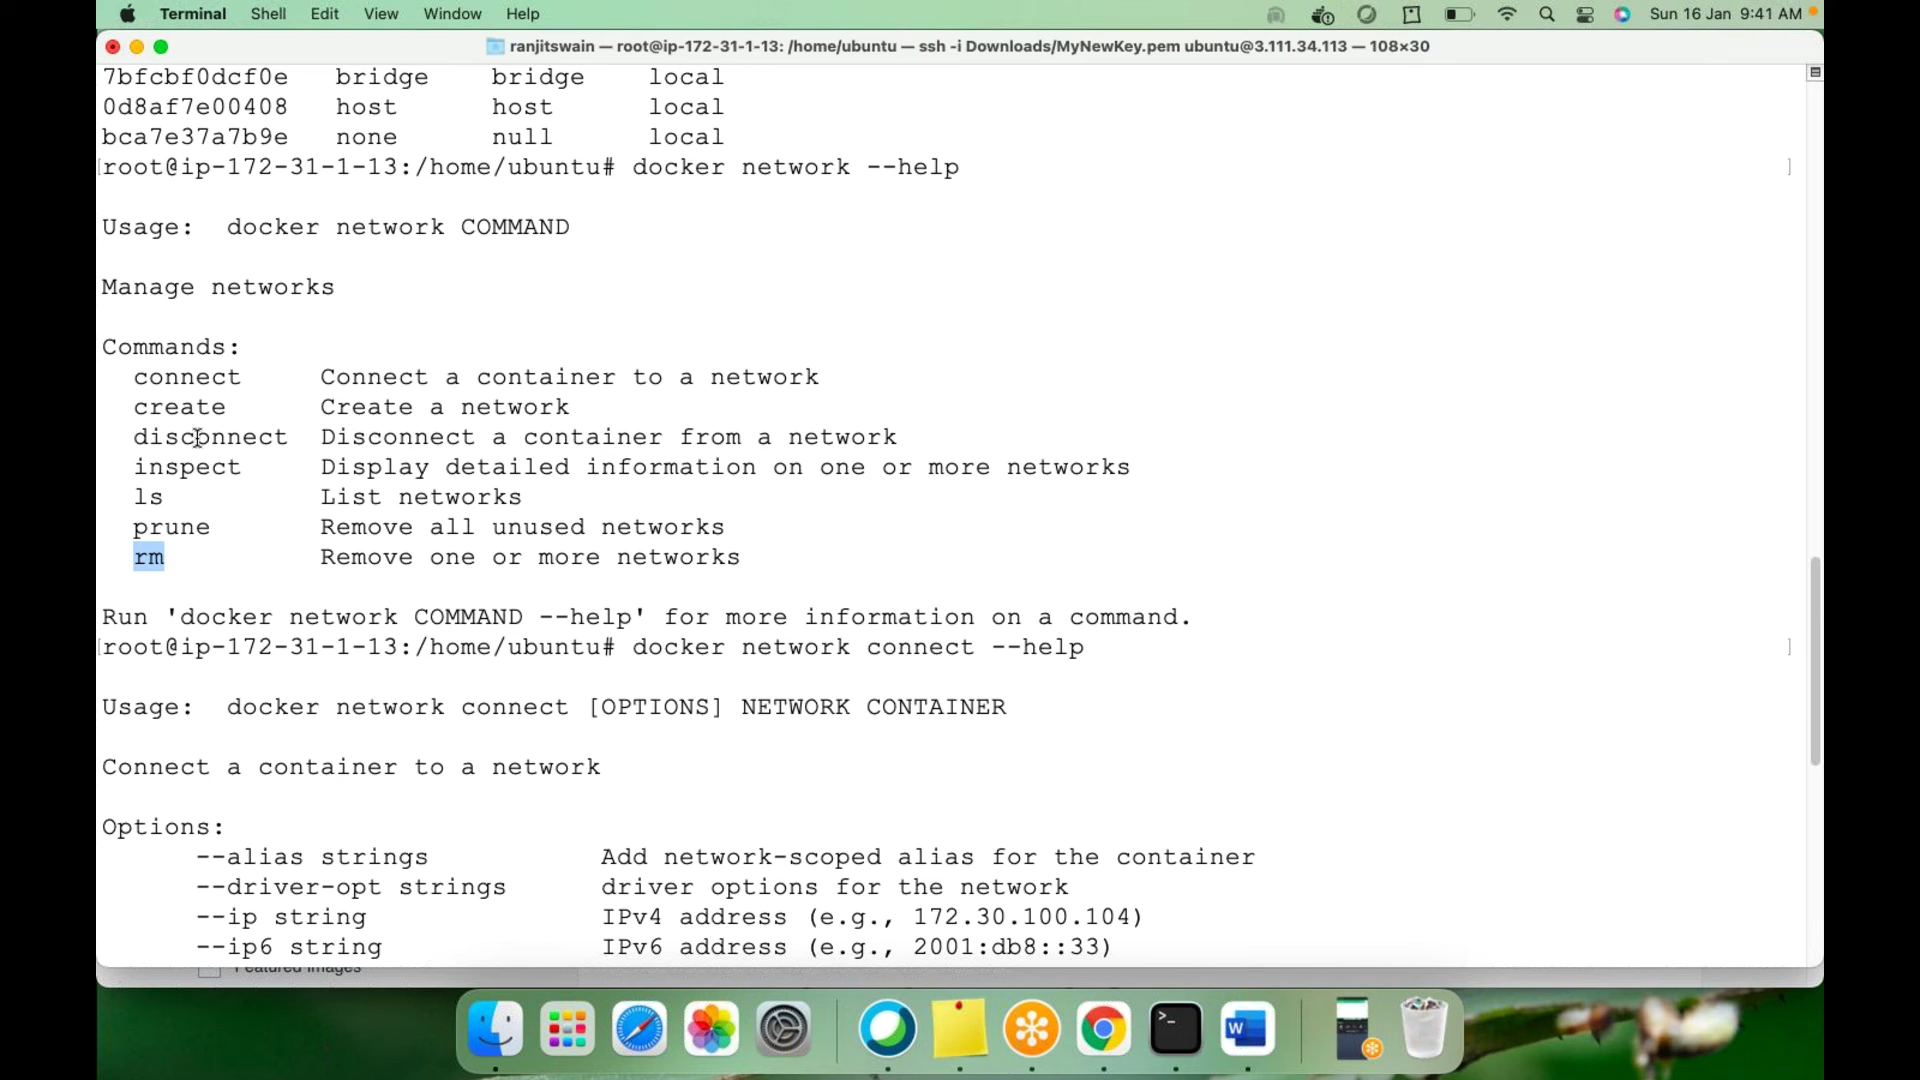 Terminal Shell Edit View Window Help Sun 16 Jan 9:41 AM
ranjitswain — root@ip-172-31-1-13: /home/ubuntu — ssh -i Downloads/MyNewKey.pem ubuntu@3.111.34.113 — 108×30
7bfcbf0dcf0e bridge bridge local
0d8af7e00408 host host local
bca7e37a7b9e none null local
[root@ip-172-31-1-13:/home/ubuntu# docker network --help ]
Usage: docker network COMMAND
Manage networks
Commands:
connect Connect a container to a network
create Create a network
disconnect Disconnect a container from a network
inspect Display detailed information on one or more networks
ls List networks
prune Remove all unused networks
rm Remove one or more networks
Run 'docker network COMMAND --help' for more information on a command.
[root@ip-172-31-1-13:/home/ubuntu# docker network connect --help ]
Usage: docker network connect [OPTIONS] NETWORK CONTAINER
Connect a container to a network
Options:
--alias strings Add network-scoped alias for the container
--driver-opt strings driver options for the network
--ip string IPv4 address (e.g., 172.30.100.104)
--ip6 string IPv6 address (e.g., 2001:db8::33)
Featured Images
>_
W